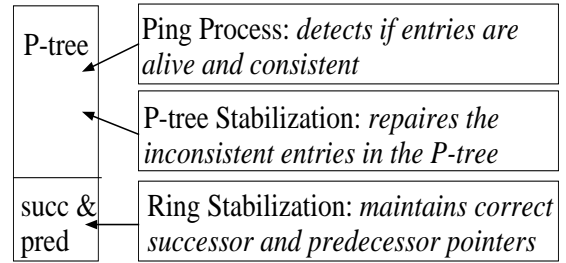 P-tree
Ping Process: detects if entries are
alive and consistent
P-tree Stabilization: repaires the
inconsistent entries in the P-tree
succ &
pred
Ring Stabilization: maintains correct
successor and predecessor pointers